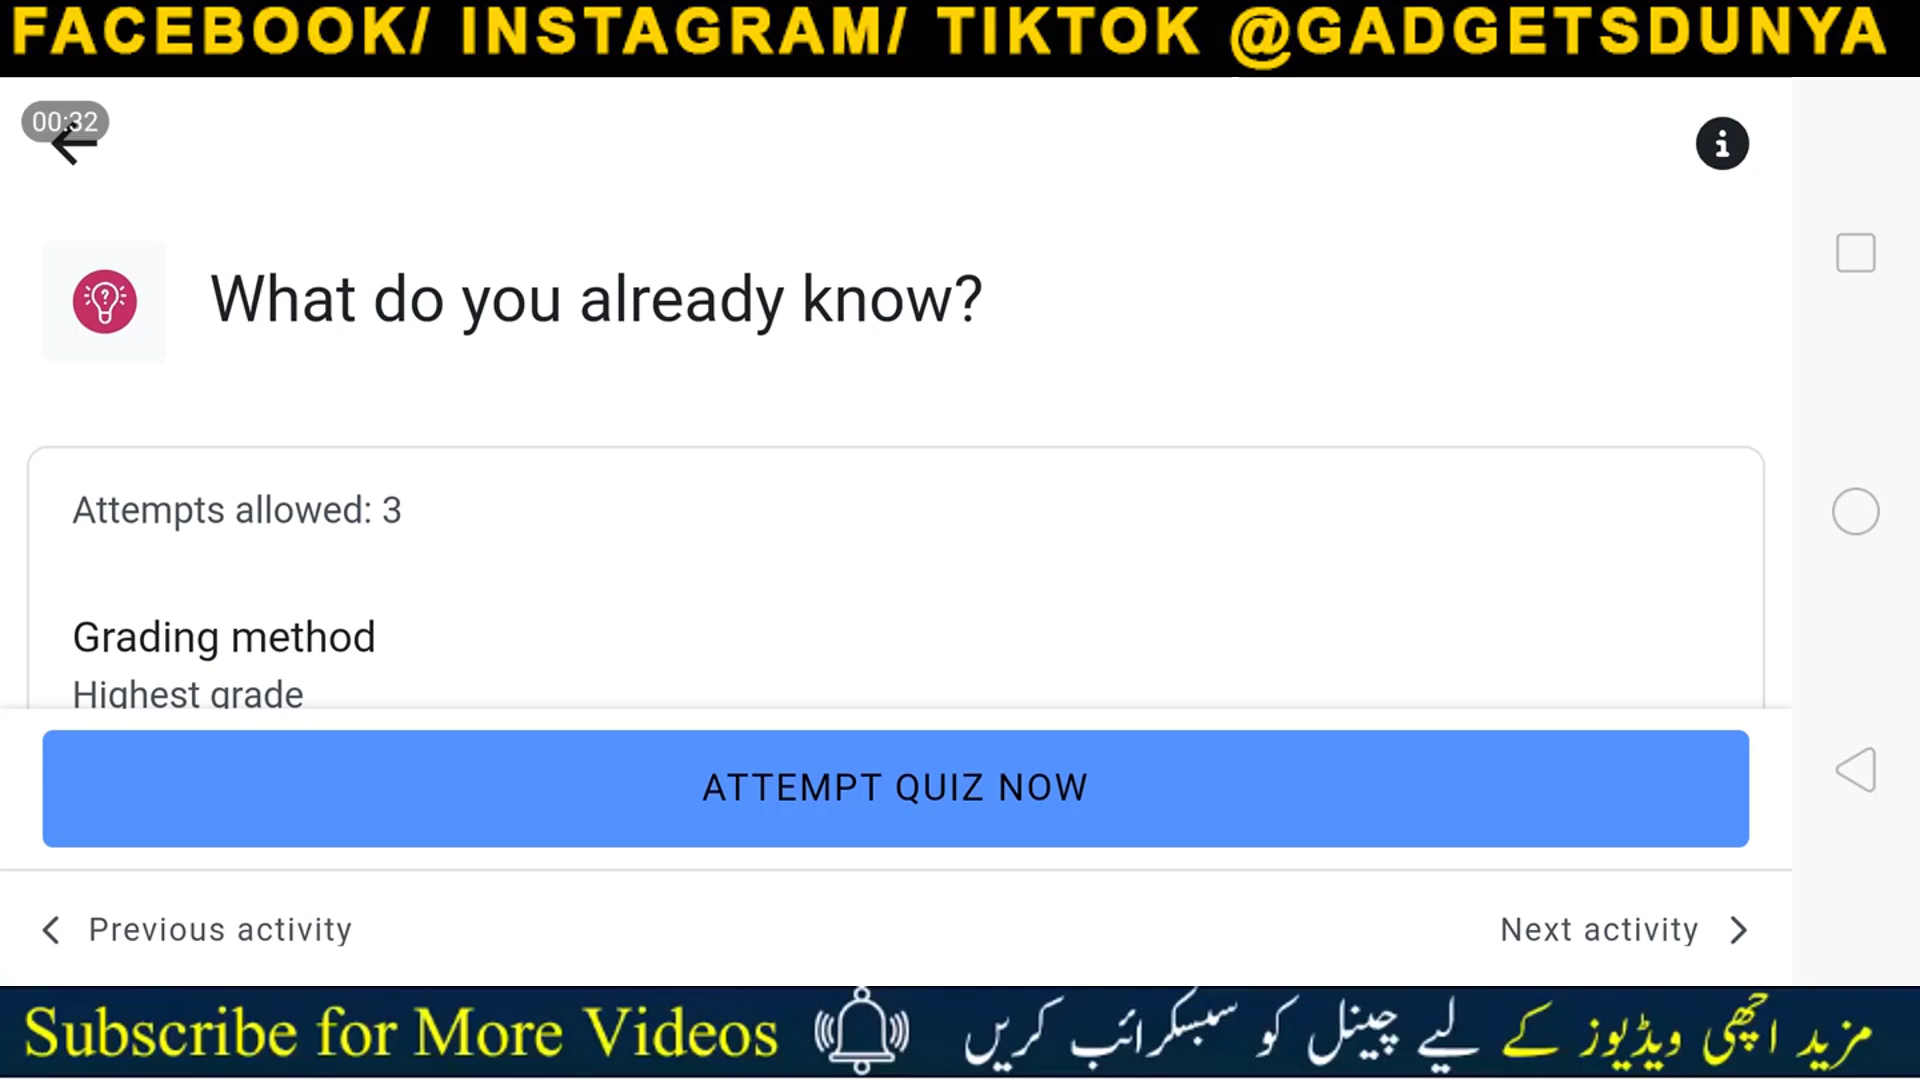 FACEBOOK/ INSTAGRAM/ TIKTOK @GADGETSDUNYA
00:32
What do you already know?
Attempts allowed: 3
Grading method
Highest grade
ATTEMPT QUIZ NOW
Previous activity
Next activity
Subscribe for More Videos
مزید اچھی ویڈیوز کے لیے چینل کو سبسکرائب کریں